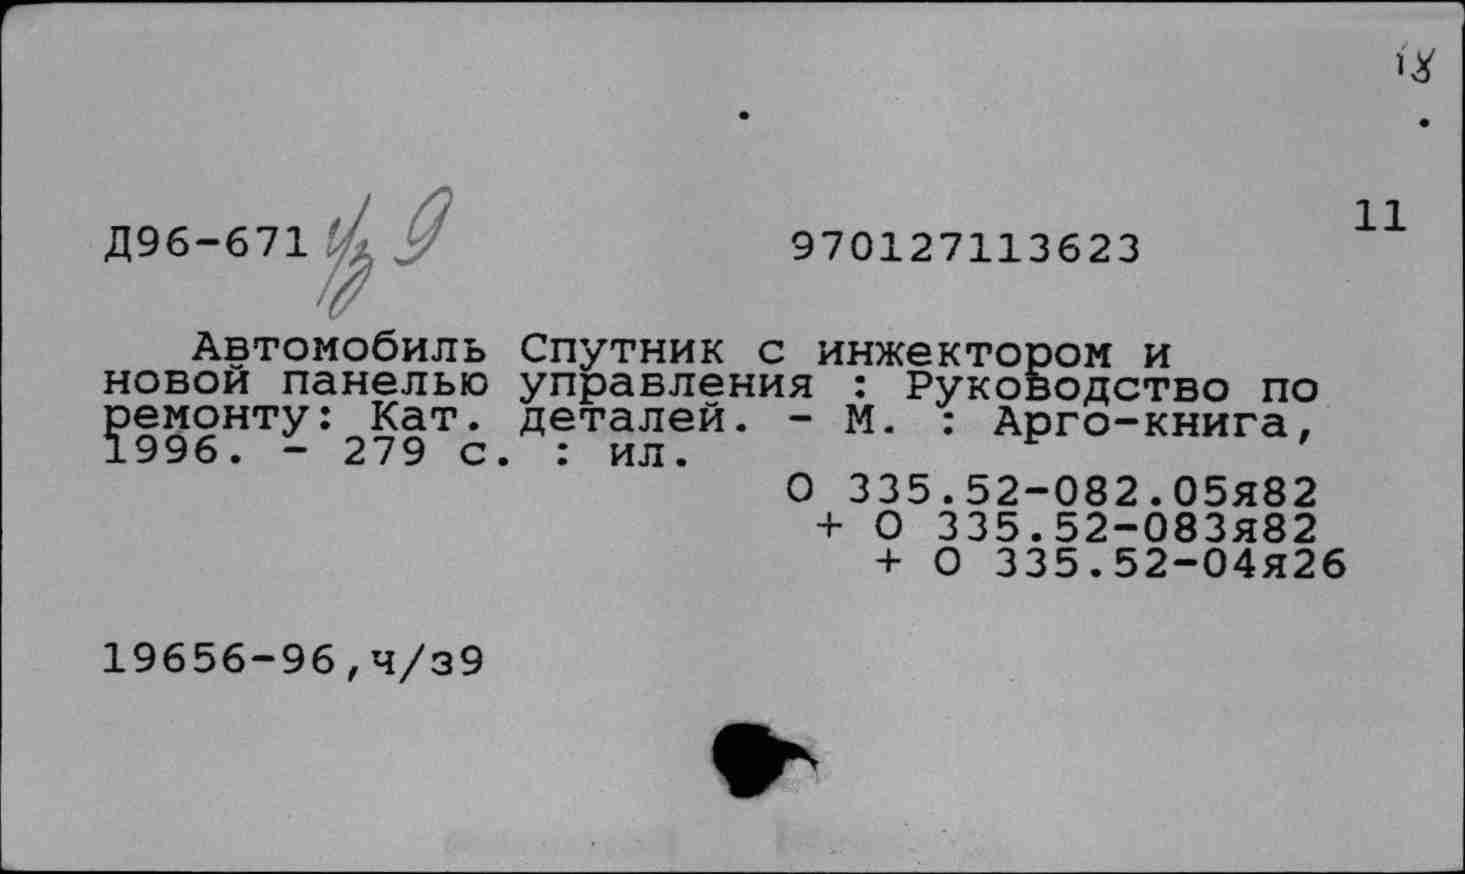 11
Д96-671 970127113623
Автомобиль Спутник с инжектором и
новой панелью управления : Руководство по
ремонту: Кат. деталей. - М. : Арго-книга,
1996. - 279 с. : ил.
О 335.52-082.05я82
+ О 335.52-083я82
+ О 335.52-04я26
19656-96,ч/з9